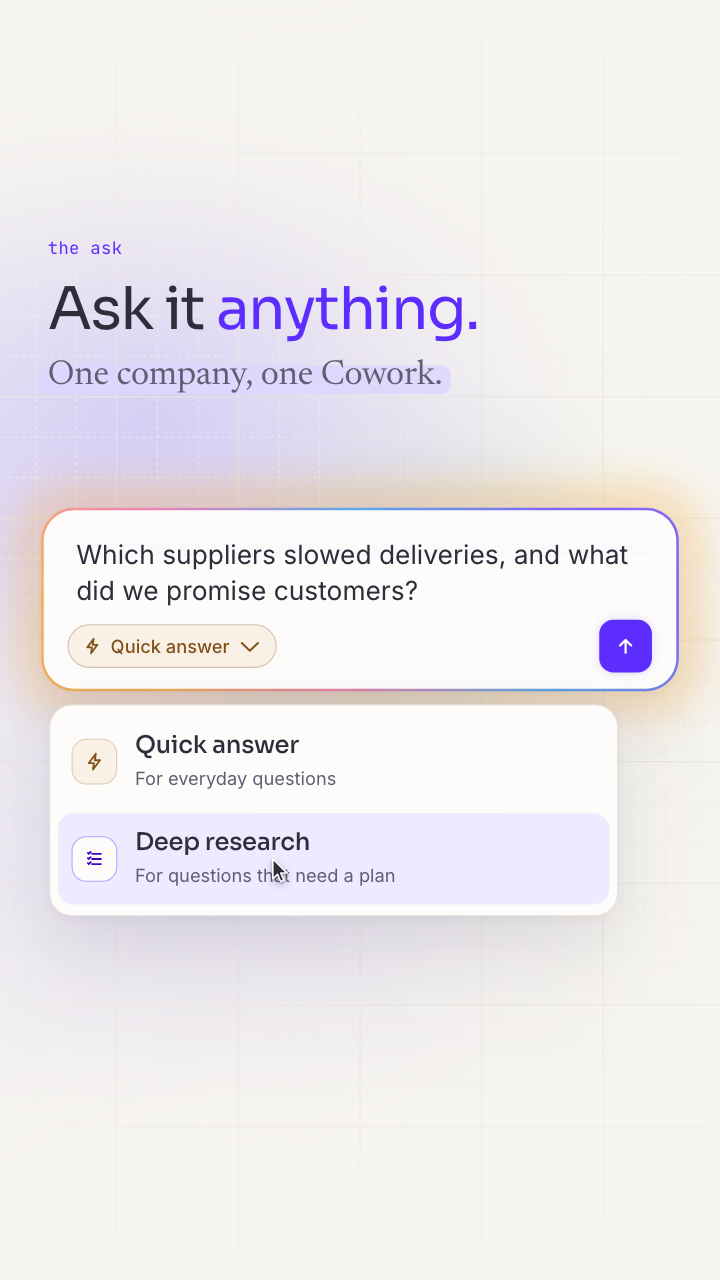 the ask
Ask it anything.
One company, one Cowork.
Which suppliers slowed deliveries, and what
did we promise customers?
Quick answer
Quick answer
For everyday questions
Deep research
For questions that need a plan